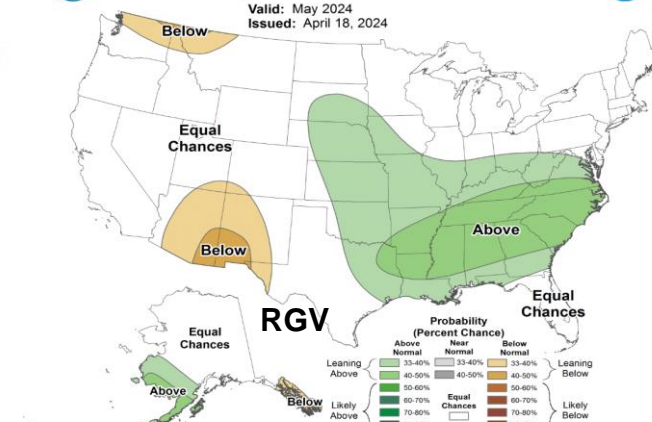 Valid: May 2024
Issued: April 18, 2024
Below
Equal
Chances
Below
Above
Equal
Chances
RGV
Equal
Chances
Above
Below
Probability
(Percent Chance)
Above
Normal
Near
Normal
Below
Normal
Leaning
Above
33-40%
33-40%
33-40%
Leaning
Below
40-50%
40-50%
40-50%
50-60%
50-60%
Likely
Above
60-70%
Equal
Chances
60-70%
Likely
Below
70-80%
70-80%